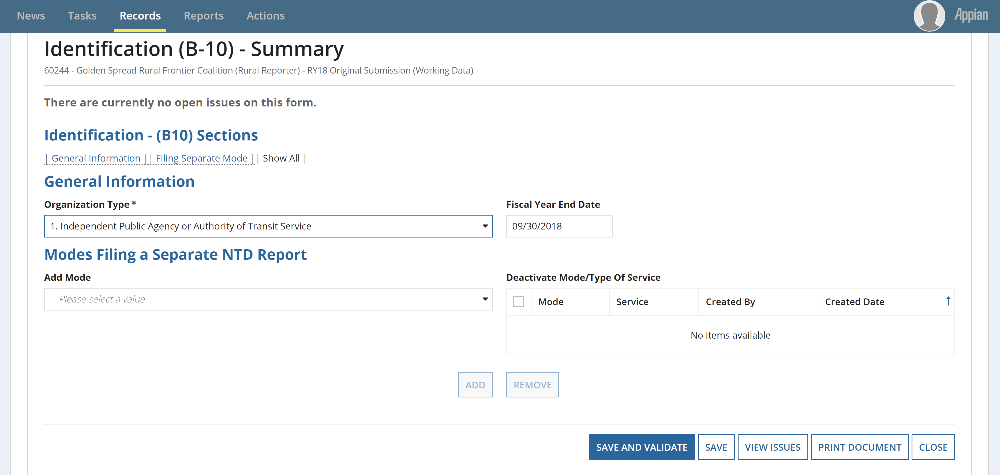 News Tasks Records Reports Actions Appian
Identification (B-10) - Summary
60244 - Golden Spread Rural Frontier Coalition (Rural Reporter) - RY18 Original Submission (Working Data)
There are currently no open issues on this form.
Identification - (B10) Sections
| General Information || Filing Separate Mode || Show All |
General Information
Organization Type * Fiscal Year End Date
1. Independent Public Agency or Authority of Transit Service 09/30/2018
Modes Filing a Separate NTD Report
Add Mode Deactivate Mode/Type Of Service
-- Please select a value --
Mode Service Created By Created Date ↑
No items available
ADD REMOVE
SAVE AND VALIDATE SAVE VIEW ISSUES PRINT DOCUMENT CLOSE